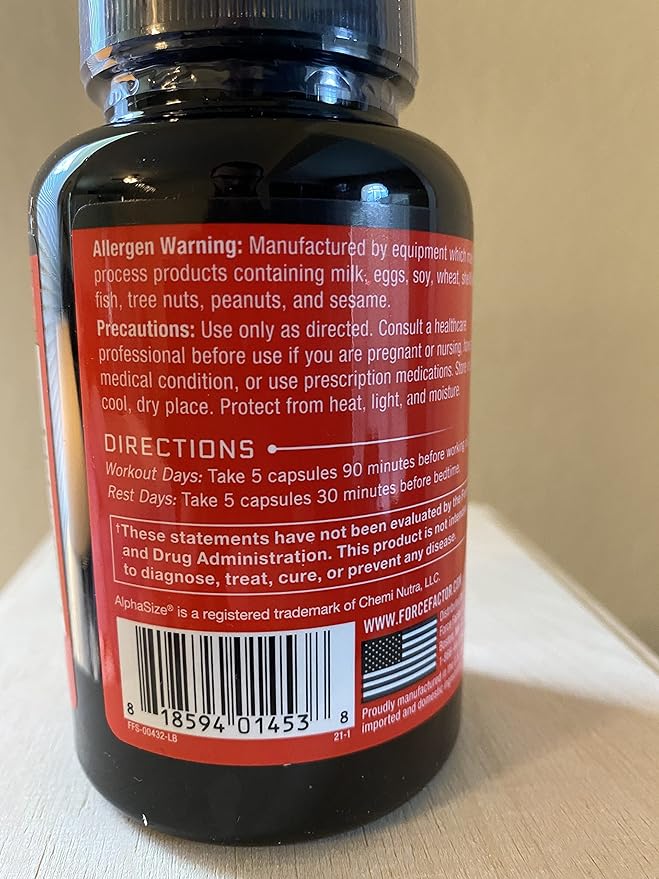 Allergen Warning: Manufactured by equipment which
process products containing milk, eggs, soy, wheat,
fish, tree nuts, peanuts, and sesame.
Precautions: Use only as directed. Consult a healthcare
professional before use if you are pregnant or nursing,
medical condition, or use prescription medications. Store
cool, dry place. Protect from heat, light, and moisture.
DIRECTIONS
Workout Days: Take 5 capsules 90 minutes before working
Rest Days: Take 5 capsules 30 minutes before bedtime.
†These statements have not been evaluated by the
and Drug Administration. This product is not
to diagnose, treat, cure, or prevent any disease.
AlphaSize® is a registered trademark of Chemi Nutra, LLC.
WWW.FORCEFACTOR.COM
Force
8 18594 01453 8
FFS-00432-LB
21-1
Proudly manufactured in the
imported and domestic